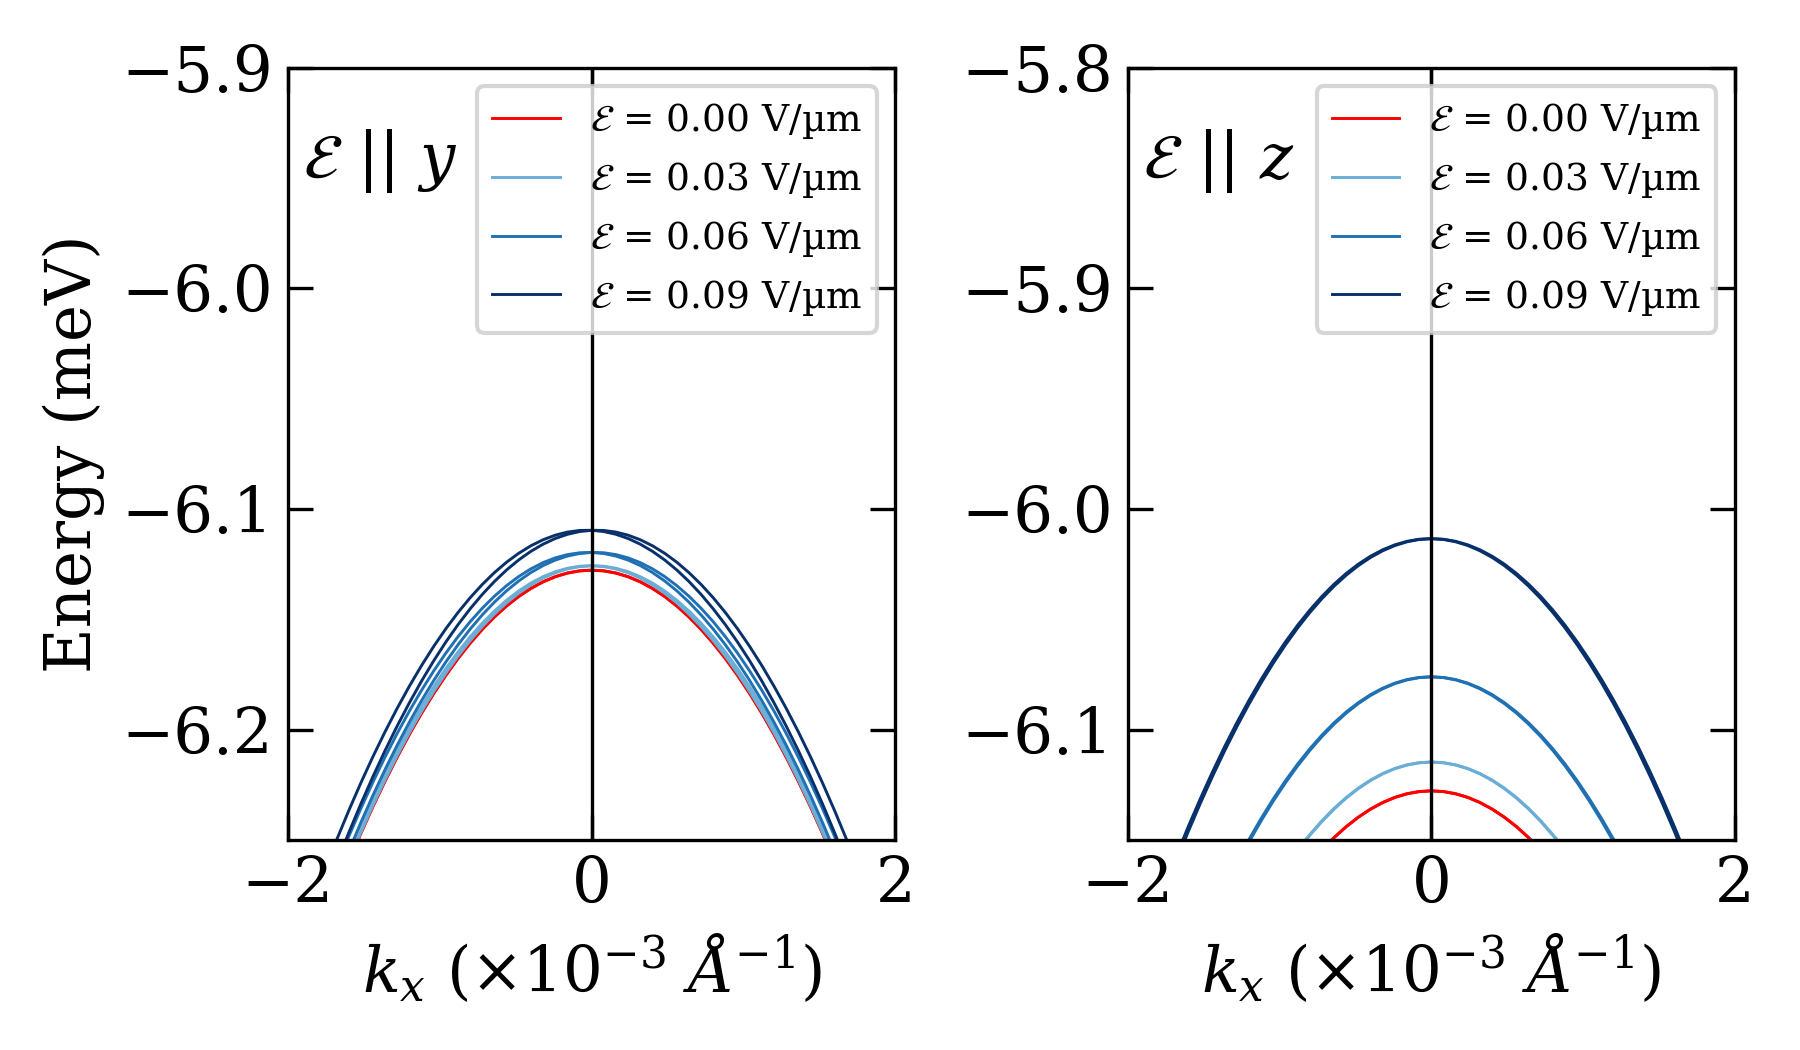 −5.9
−6.0
−6.1
−6.2
Energy (meV)
ℰ || y
ℰ = 0.00 V/µm
ℰ = 0.03 V/µm
ℰ = 0.06 V/µm
ℰ = 0.09 V/µm
−2 0 2
kₓ (×10⁻³ Å⁻¹)
−5.8
−5.9
−6.0
−6.1
ℰ || z
ℰ = 0.00 V/µm
ℰ = 0.03 V/µm
ℰ = 0.06 V/µm
ℰ = 0.09 V/µm
−2 0 2
kₓ (×10⁻³ Å⁻¹)